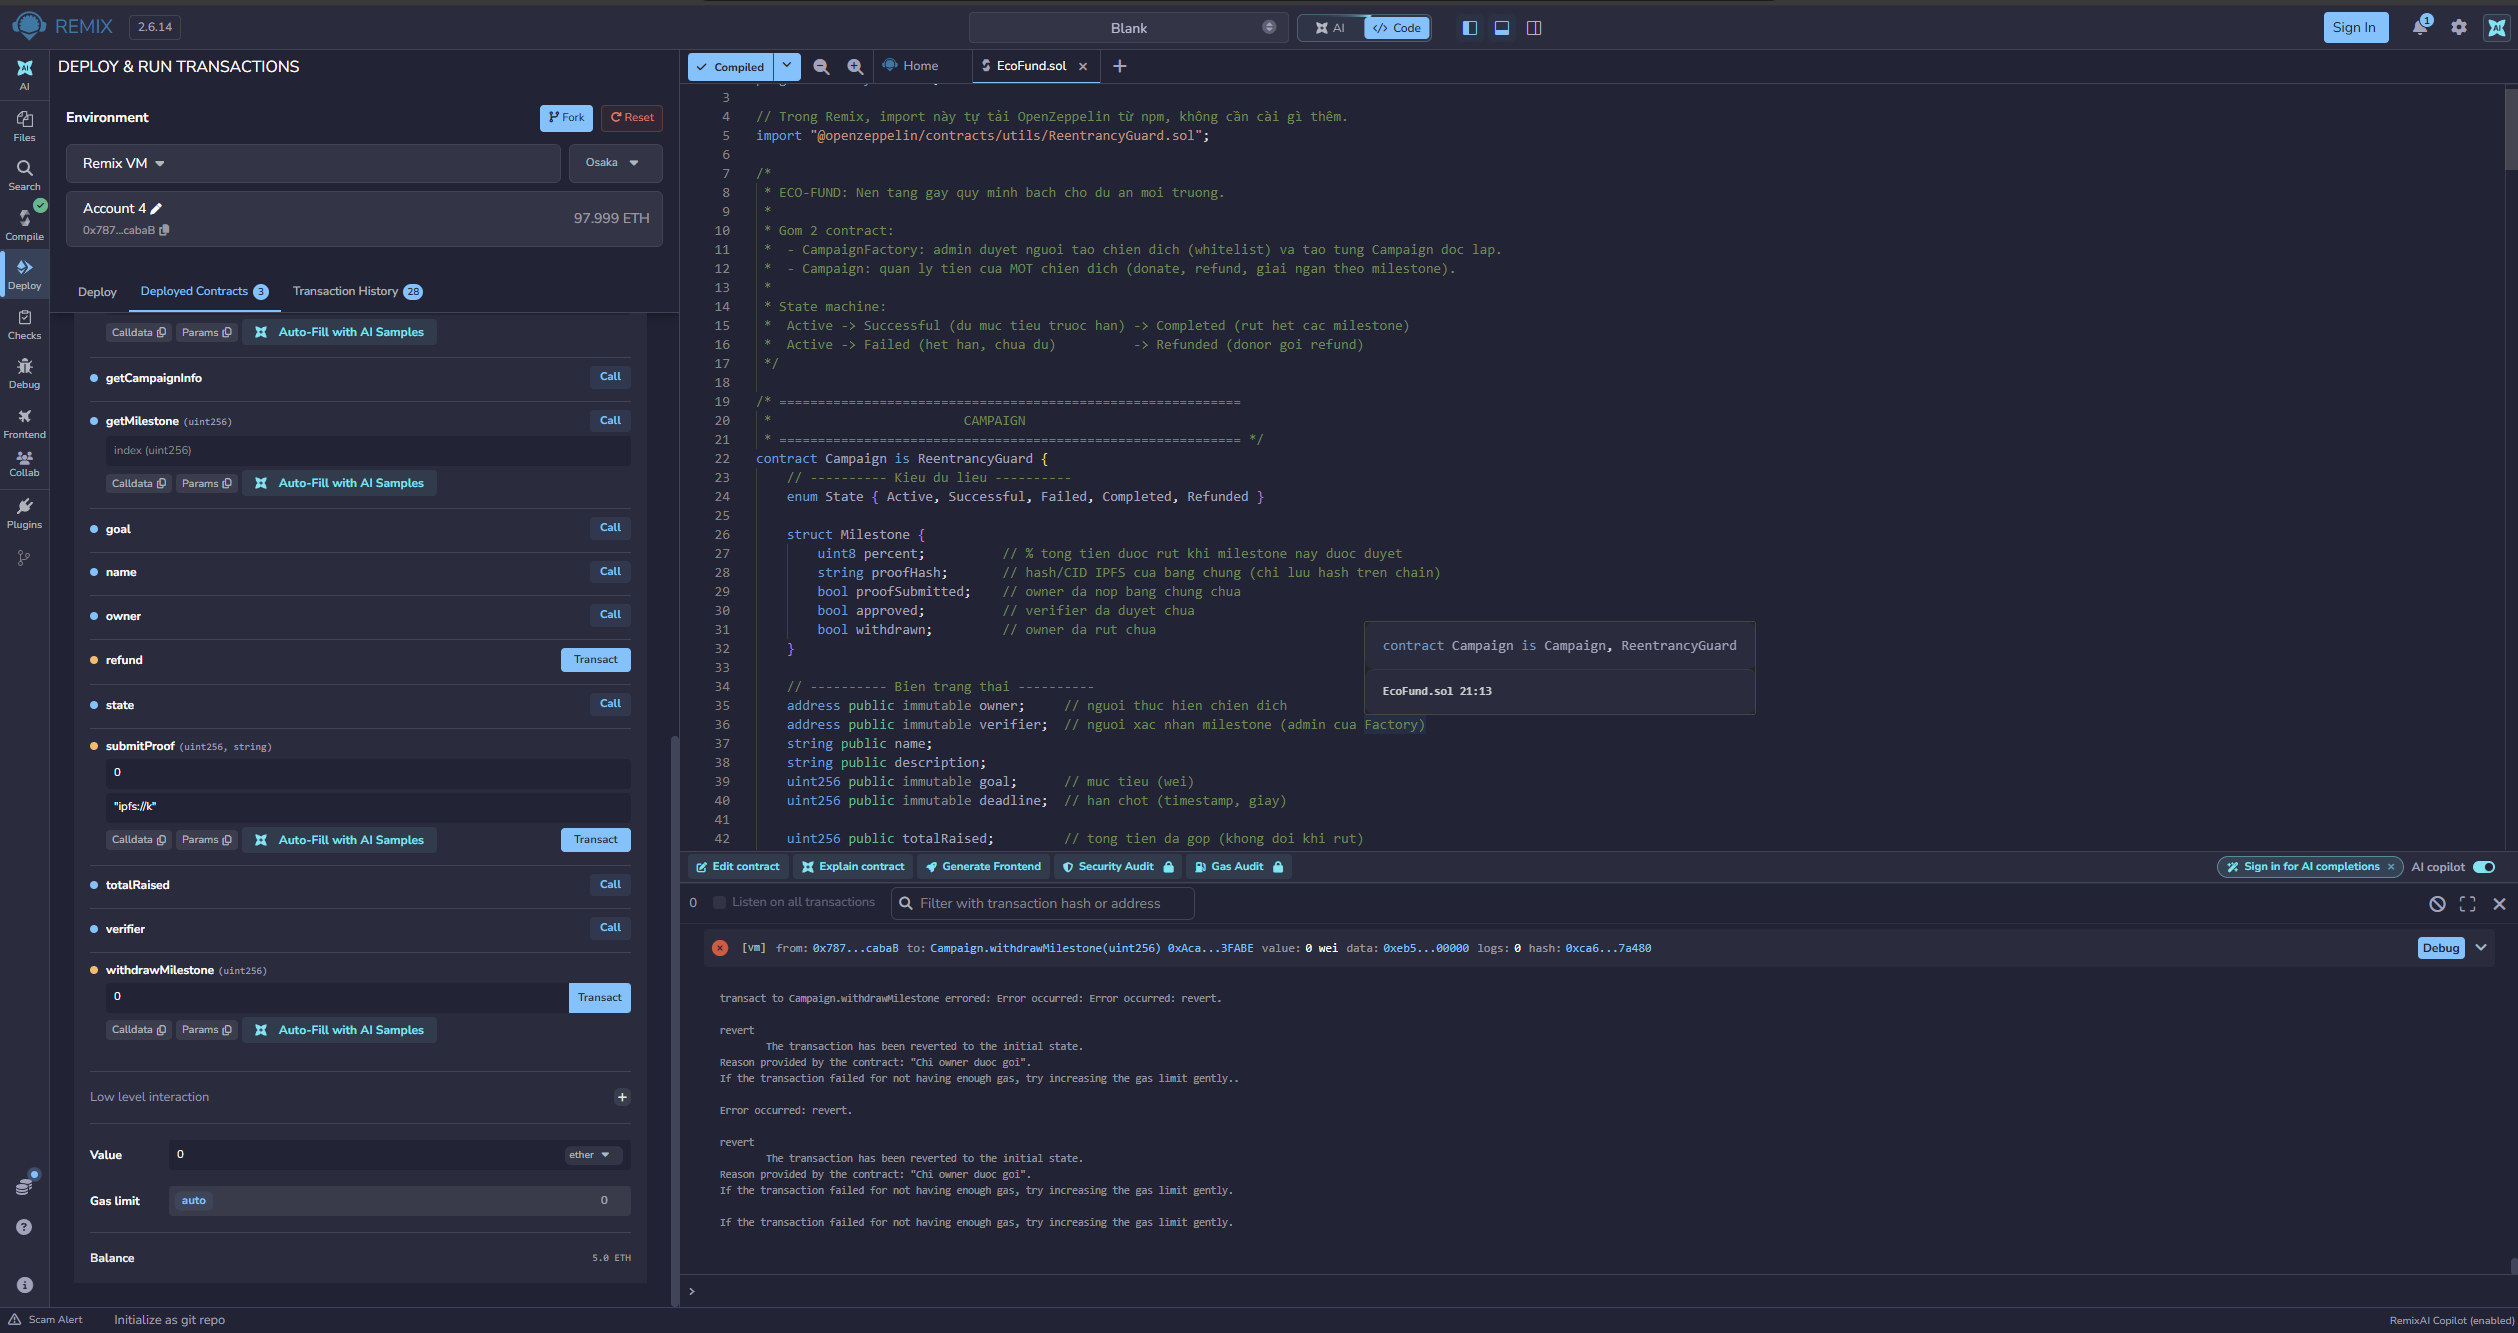 REMIX 2.6.14
Blank
AI Code
Sign In
1
DEPLOY & RUN TRANSACTIONS
AI
Files
Search
Compile
Deploy
Checks
Debug
Frontend
Collab
Plugins
Environment
Fork Reset
Remix VM
Osaka
Account 4
0x787...cabaB
97.999 ETH
Deploy Deployed Contracts 3 Transaction History 28
Calldata Params Auto-Fill with AI Samples
getCampaignInfo Call
getMilestone (uint256) Call
index (uint256)
Calldata Params Auto-Fill with AI Samples
goal Call
name Call
owner Call
refund Transact
state Call
submitProof (uint256, string)
0
"ipfs://k"
Calldata Params Auto-Fill with AI Samples Transact
totalRaised Call
verifier Call
withdrawMilestone (uint256)
0 Transact
Calldata Params Auto-Fill with AI Samples
Low level interaction
Value 0 ether
Gas limit auto 0
Balance 5.0 ETH
Compiled Home EcoFund.sol
3
4 // Trong Remix, import này tự tải OpenZeppelin từ npm, không cần cài gì thêm.
5 import "@openzeppelin/contracts/utils/ReentrancyGuard.sol";
6
7 /*
8 * ECO-FUND: Nen tang gay quy minh bach cho du an moi truong.
9 *
10 * Gom 2 contract:
11 * - CampaignFactory: admin duyet nguoi tao chien dich (whitelist) va tao tung Campaign doc lap.
12 * - Campaign: quan ly tien cua MOT chien dich (donate, refund, giai ngan theo milestone).
13 *
14 * State machine:
15 * Active -> Successful (du muc tieu truoc han) -> Completed (rut het cac milestone)
16 * Active -> Failed (het han, chua du) -> Refunded (donor goi refund)
17 */
18
19 /* ============================================================
20 * CAMPAIGN
21 * ============================================================ */
22 contract Campaign is ReentrancyGuard {
23 // ---------- Kieu du lieu ----------
24 enum State { Active, Successful, Failed, Completed, Refunded }
25
26 struct Milestone {
27 uint8 percent; // % tong tien duoc rut khi milestone nay duoc duyet
28 string proofHash; // hash/CID IPFS cua bang chung (chi luu hash tren chain)
29 bool proofSubmitted; // owner da nop bang chung chua
30 bool approved; // verifier da duyet chua
31 bool withdrawn; // owner da rut chua
32 }
33
34 // ---------- Bien trang thai ----------
35 address public immutable owner; // nguoi thuc hien chien dich
36 address public immutable verifier; // nguoi xac nhan milestone (admin cua Factory)
37 string public name;
38 string public description;
39 uint256 public immutable goal; // muc tieu (wei)
40 uint256 public immutable deadline; // han chot (timestamp, giay)
41
42 uint256 public totalRaised; // tong tien da gop (khong doi khi rut)
contract Campaign is Campaign, ReentrancyGuard
EcoFund.sol 21:13
Edit contract Explain contract Generate Frontend Security Audit Gas Audit
Sign in for AI completions × AI copilot
0 Listen on all transactions Filter with transaction hash or address
[vm] from: 0x787...cabaB to: Campaign.withdrawMilestone(uint256) 0xAca...3FABE value: 0 wei data: 0xeb5...00000 logs: 0 hash: 0xca6...7a480
Debug
transact to Campaign.withdrawMilestone errored: Error occurred: Error occurred: revert.
revert
The transaction has been reverted to the initial state.
Reason provided by the contract: "Chi owner duoc goi".
If the transaction failed for not having enough gas, try increasing the gas limit gently..
Error occurred: revert.
revert
The transaction has been reverted to the initial state.
Reason provided by the contract: "Chi owner duoc goi".
If the transaction failed for not having enough gas, try increasing the gas limit gently.
If the transaction failed for not having enough gas, try increasing the gas limit gently.
>
Scam Alert Initialize as git repo
RemixAI Copilot (enabled)